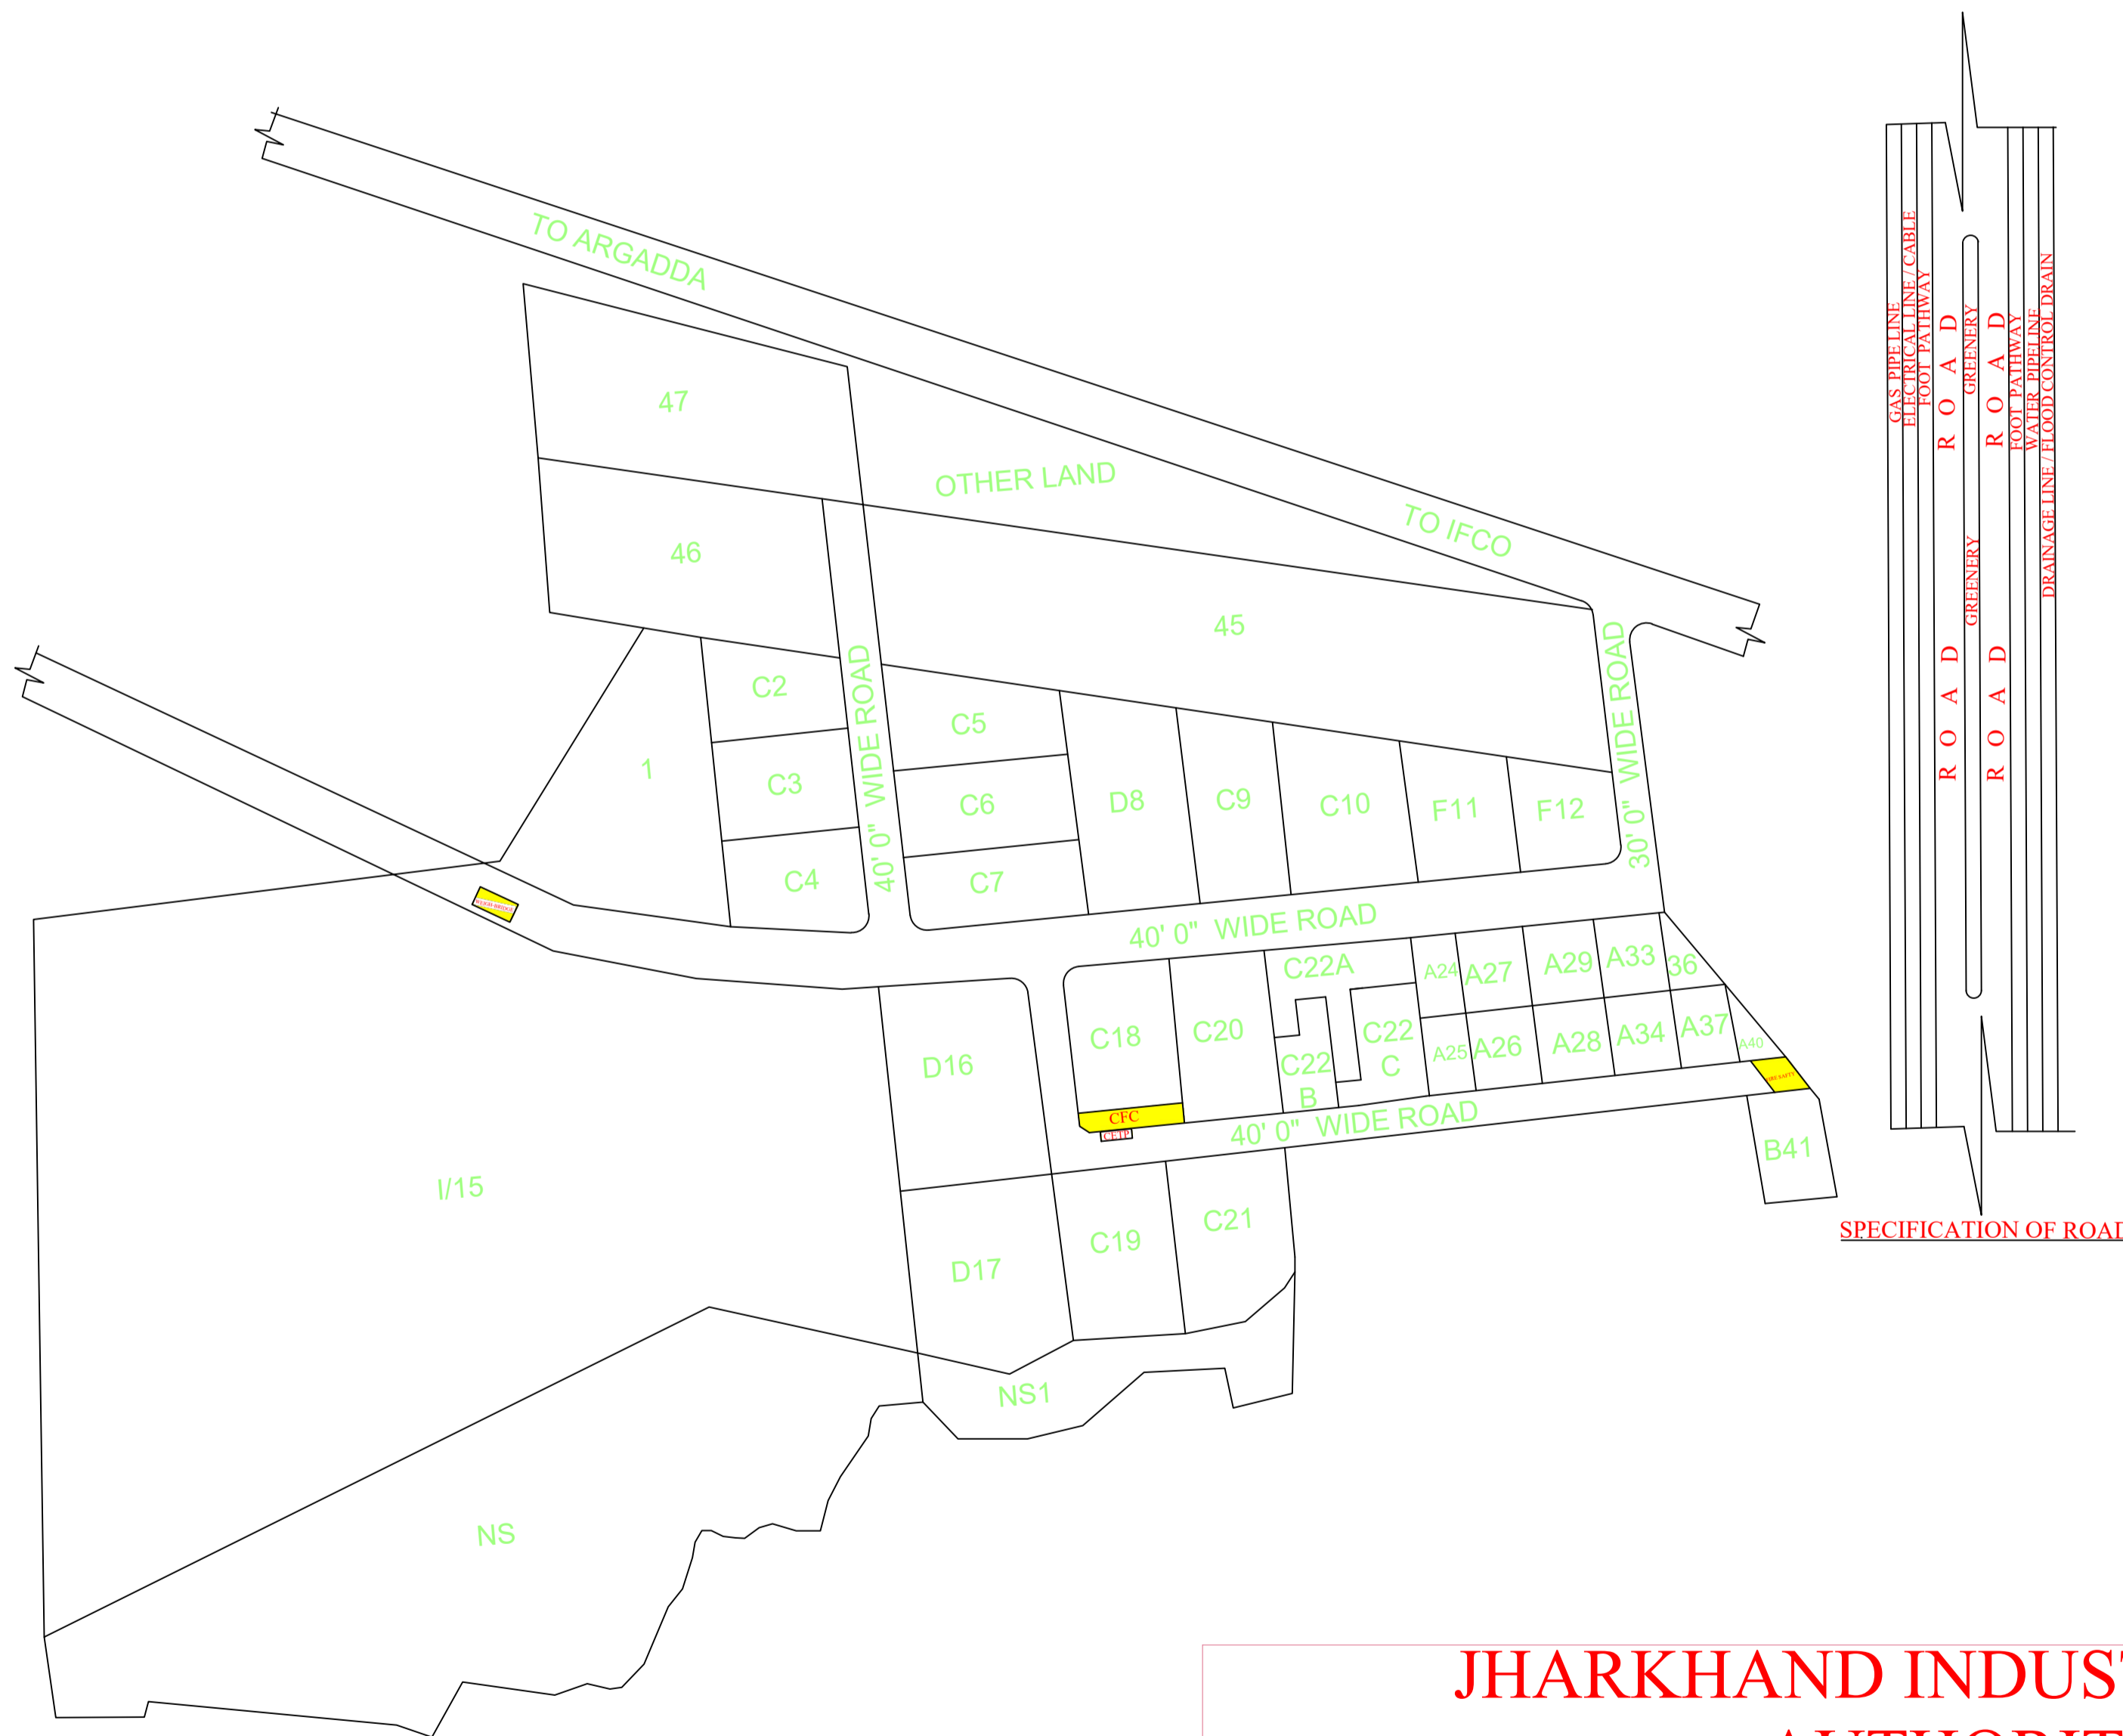 TO ARGADDA
47
OTHER LAND
TO IFCO
46
45
40' 0" WIDE ROAD
30' 0" WIDE ROAD
1
C2
C3
C4
C5
C6
C7
D8
C9
C10
F11
F12
WEIGH BRIDGE
40' 0" WIDE ROAD
C22A
A24
A27
A29
A33
36
C18
C20
C22
B
C22
C
A25
A26
A28
A34
A37
A40
D16
CFC
CETP
40' 0" WIDE ROAD
B41
I/15
D17
C19
C21
NS1
NS
GAS PIPE LINE
ELECTRICAL LINE / CABLE
FOOT PATHWAY
R O A D
GREENERY
R O A D
FOOT PATHWAY
WATER PIPELINE
DRAINAGE LINE / FLOOD CONTROL DRAIN
R O A D
GREENERY
R O A D
SPECIFICATION OF ROAD
JHARKHAND INDUS